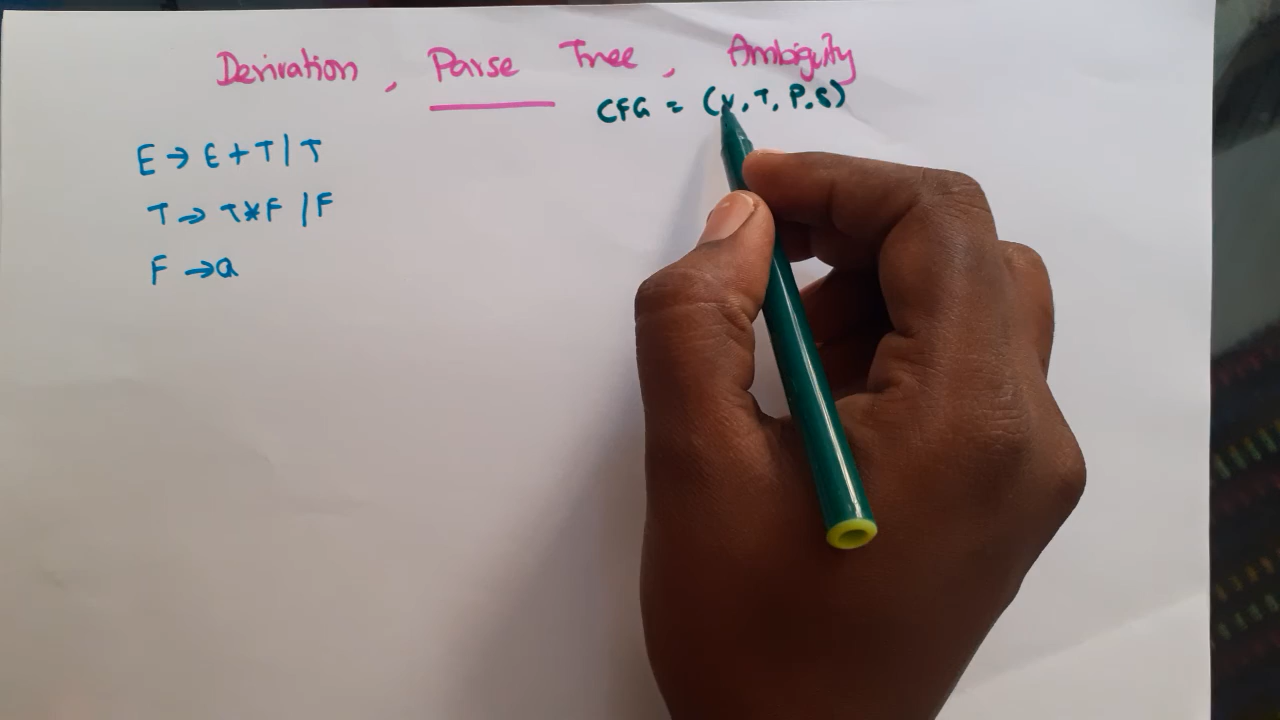 Derivation, Parse Tree, Ambiguity
CFG = (V, T, P, S)
E → E + T | T
T → T * F | F
F → a